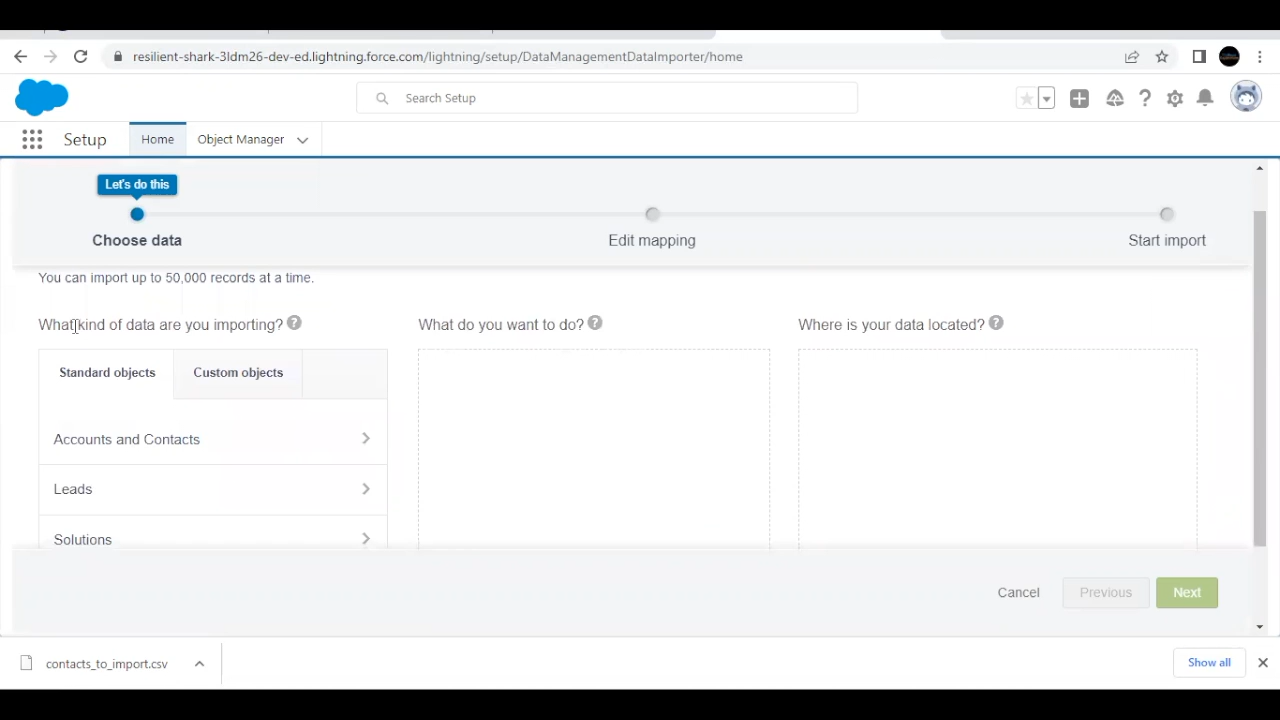 resilient-shark-3ldm26-dev-ed.lightning.force.com/lightning/setup/DataManagementDataImporter/home
Search Setup
Setup
Home
Object Manager
Let's do this
Choose data
Edit mapping
Start import
You can import up to 50,000 records at a time.
What kind of data are you importing? ?
What do you want to do? ?
Where is your data located? ?
Standard objects
Custom objects
Accounts and Contacts
Leads
Solutions
Cancel
Previous
Next
contacts_to_import.csv
Show all